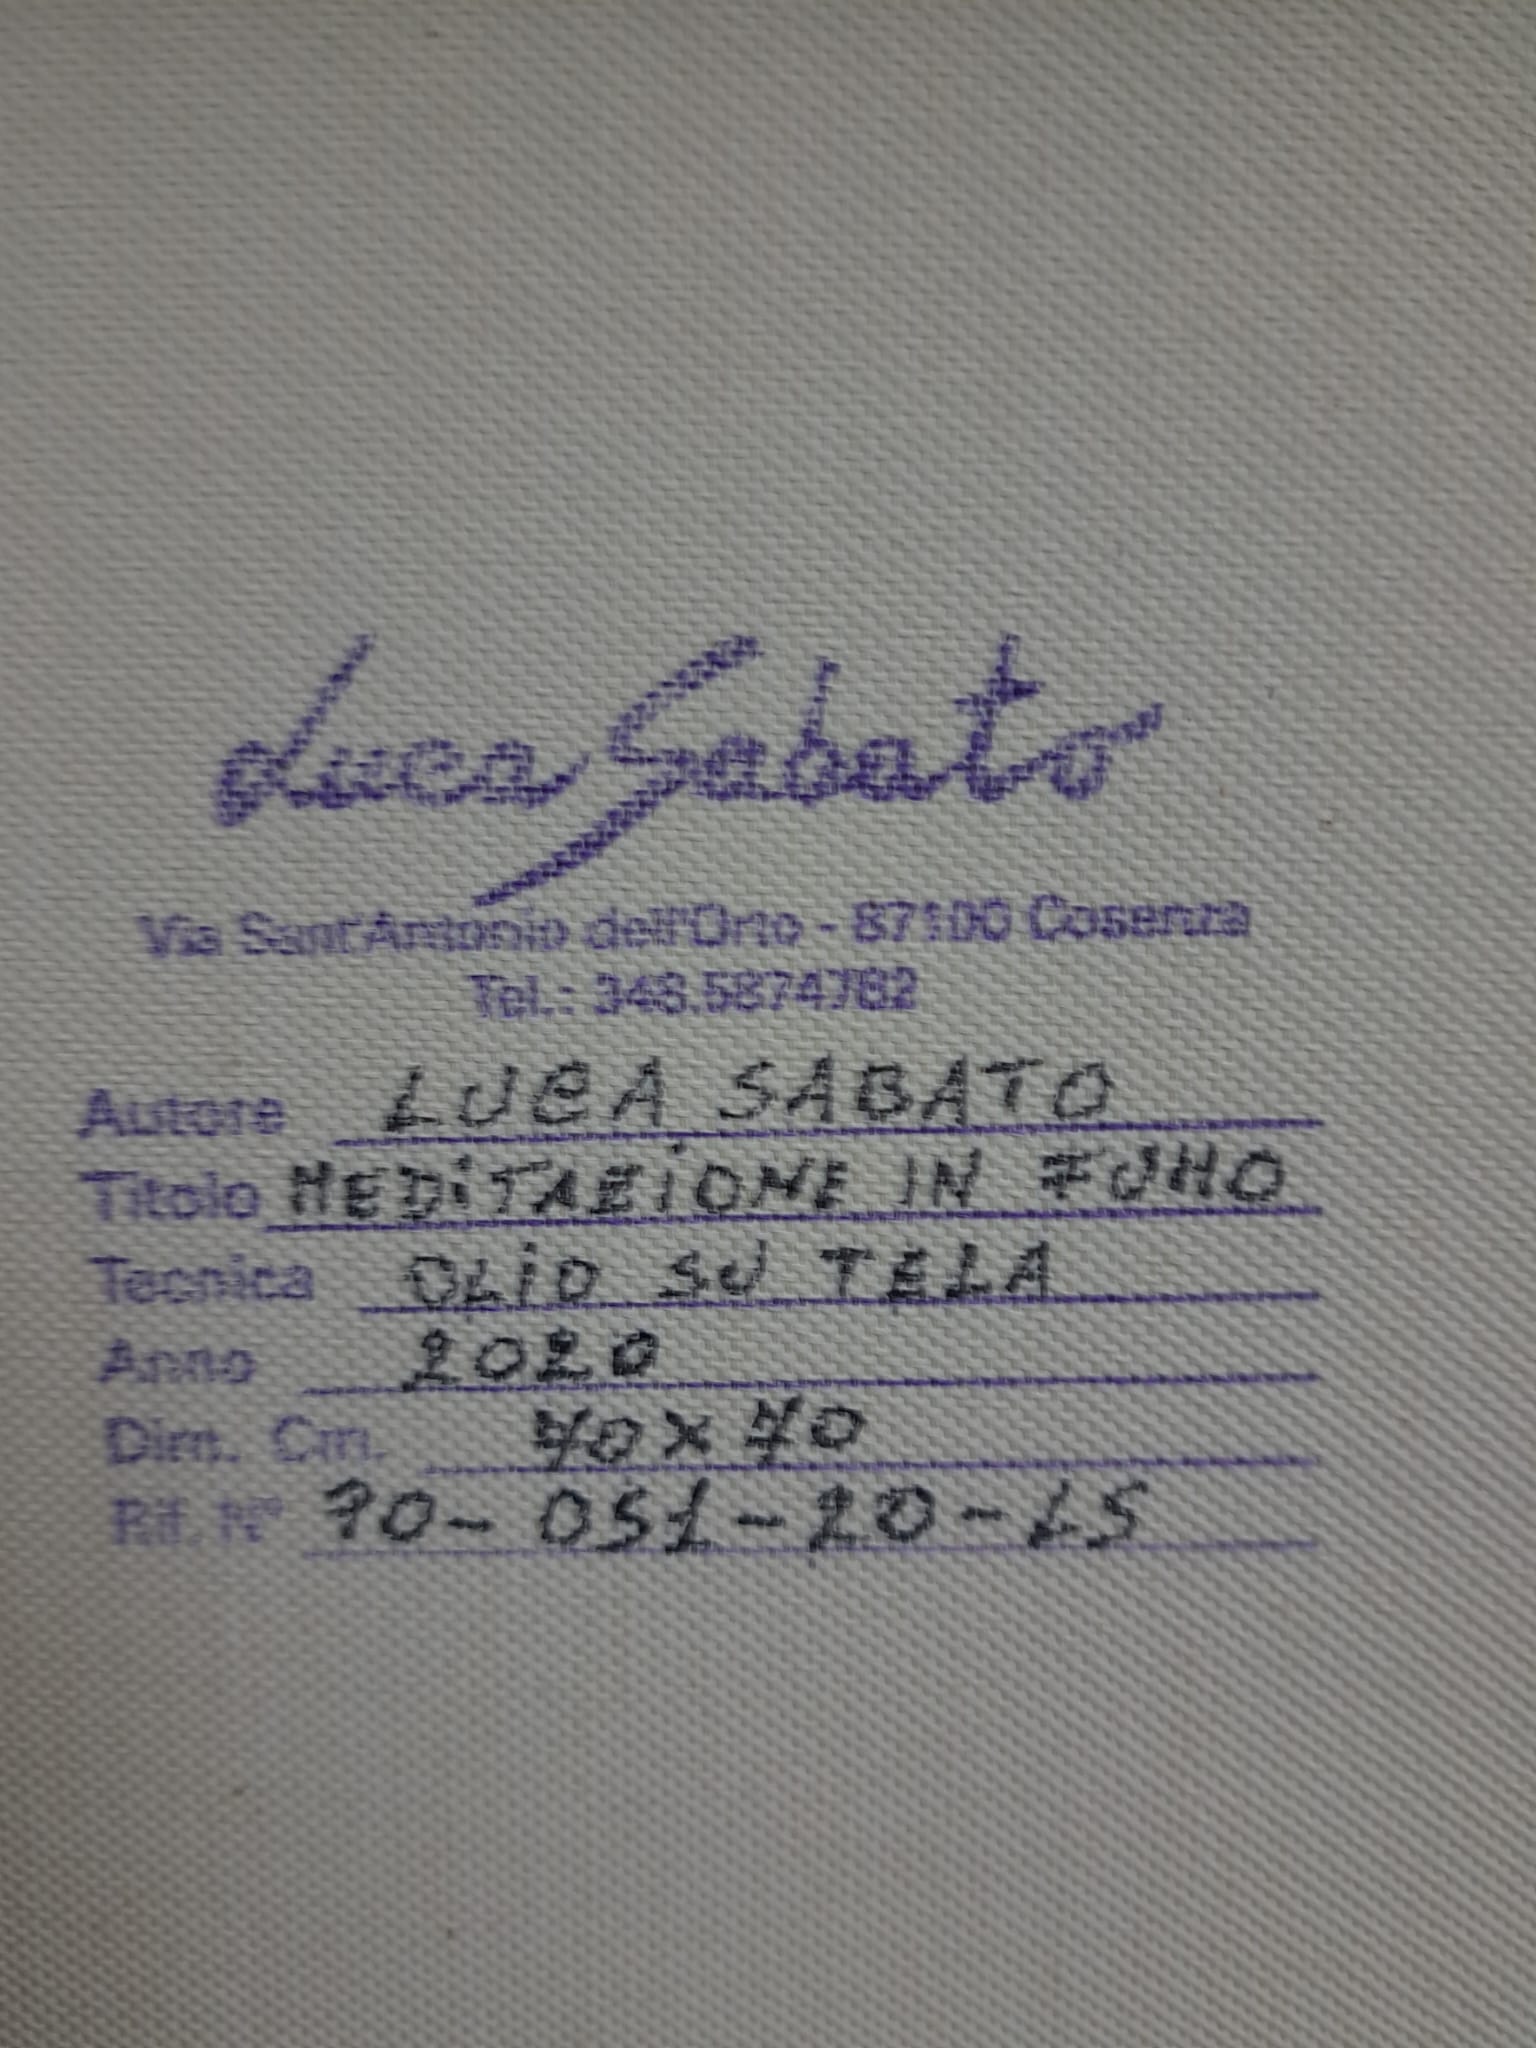 Luca Sabato
Via Sant'Antonio dell'Orto - 87100 Cosenza
Tel.: 348.5874782
Autore LUCA SABATO
Titolo MEDiTAZiONE IN FUMO
Tecnica OLiO SU TELA
Anno 2020
Dim. Cm. 70x70
Rif. N° 70-051-20-LS